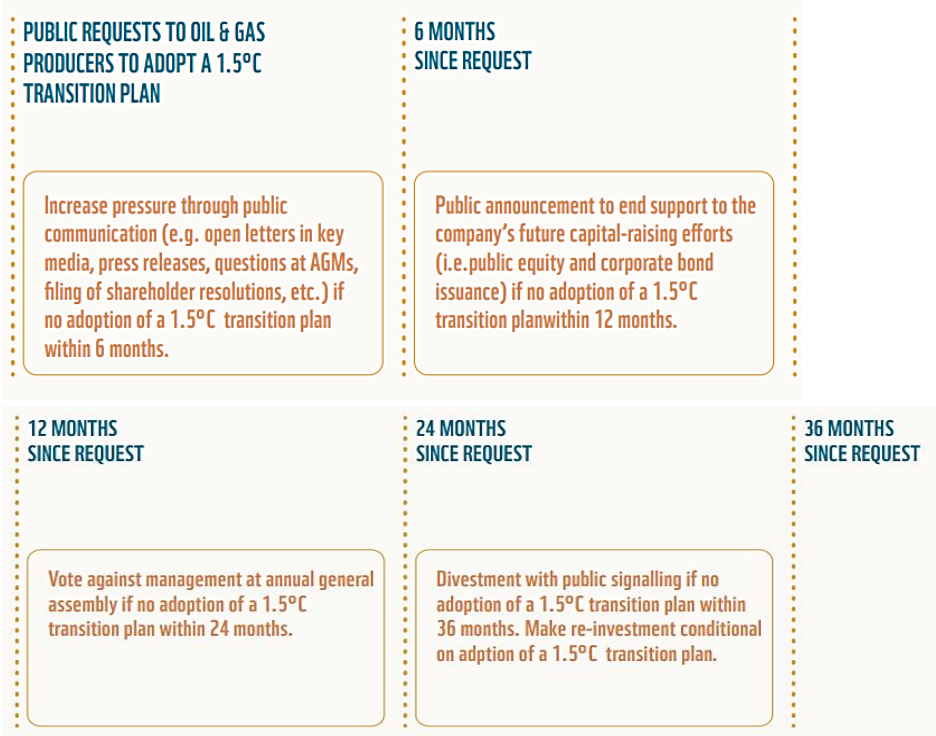 PUBLIC REQUESTS TO OIL & GAS
PRODUCERS TO ADOPT A 1.5ºC
TRANSITION PLAN
Increase pressure through public
communication (e.g. open letters in key
media, press releases, questions at AGMs,
filing of shareholder resolutions, etc.) if
no adoption of a 1.5ºC transition plan
within 6 months.
6 MONTHS
SINCE REQUEST
Public announcement to end support to the
company's future capital-raising efforts
(i.e.public equity and corporate bond
issuance) if no adoption of a 1.5ºC
transition planwithin 12 months.
12 MONTHS
SINCE REQUEST
Vote against management at annual general
assembly if no adoption of a 1.5ºC
transition plan within 24 months.
24 MONTHS
SINCE REQUEST
Divestment with public signalling if no
adoption of a 1.5ºC transition plan within
36 months. Make re-investment conditional
on adption of a 1.5ºC transition plan.
36 MONTHS
SINCE REQUEST